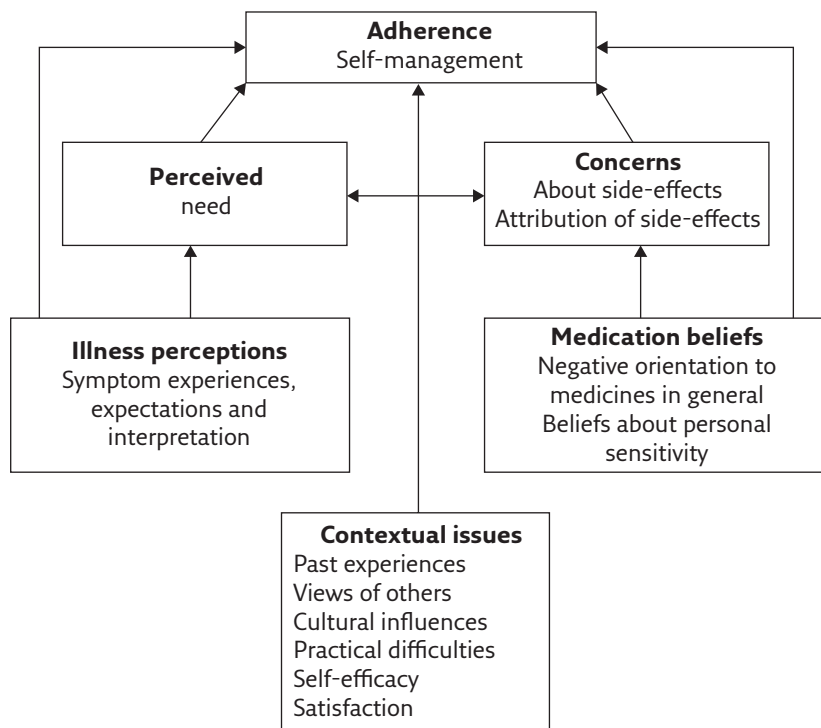 Adherence
Self-management
Perceived
need
Concerns
About side-effects
Attribution of side-effects
Illness perceptions
Symptom experiences,
expectations and
interpretation
Medication beliefs
Negative orientation to
medicines in general
Beliefs about personal
sensitivity
Contextual issues
Past experiences
Views of others
Cultural influences
Practical difficulties
Self-efficacy
Satisfaction